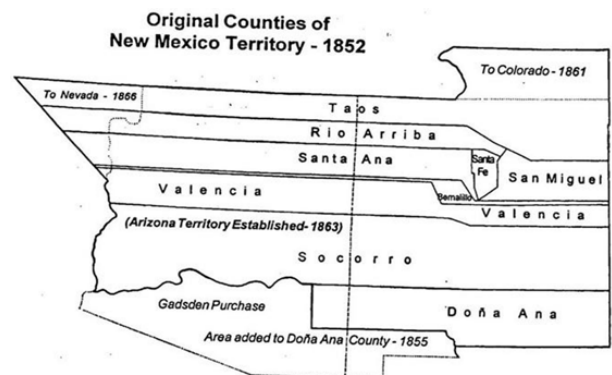 Original Counties of
New Mexico Territory - 1852
To Colorado - 1861
To Nevada - 1866
Taos
Rio Arriba
Santa Ana
Santa Fe
San Miguel
Valencia
Bernalillo
Valencia
(Arizona Territory Established- 1863)
Socorro
Gadsden Purchase
Doña Ana
Area added to Doña Ana County - 1855